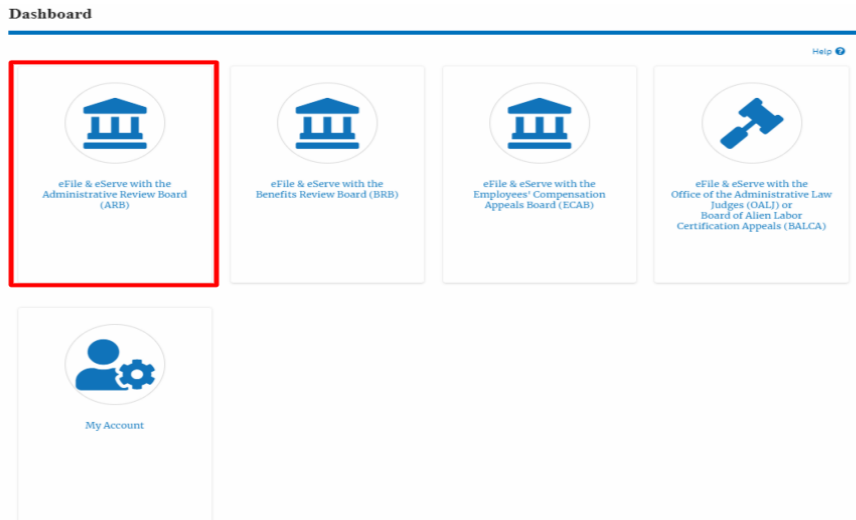 Dashboard
Help
eFile & eServe with the
Administrative Review Board
(ARB)
eFile & eServe with the
Benefits Review Board (BRB)
eFile & eServe with the
Employees' Compensation
Appeals Board (ECAB)
eFile & eServe with the
Office of the Administrative Law
Judges (OALJ) or
Board of Alien Labor
Certification Appeals (BALCA)
My Account